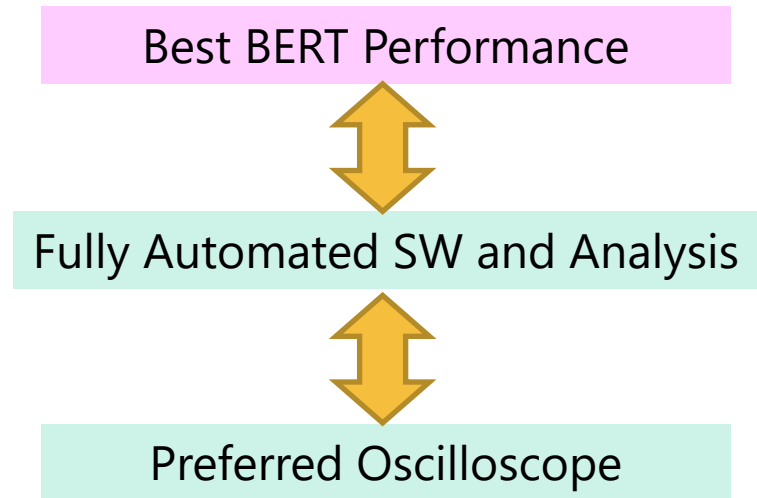 Best BERT Performance
Fully Automated SW and Analysis
Preferred Oscilloscope